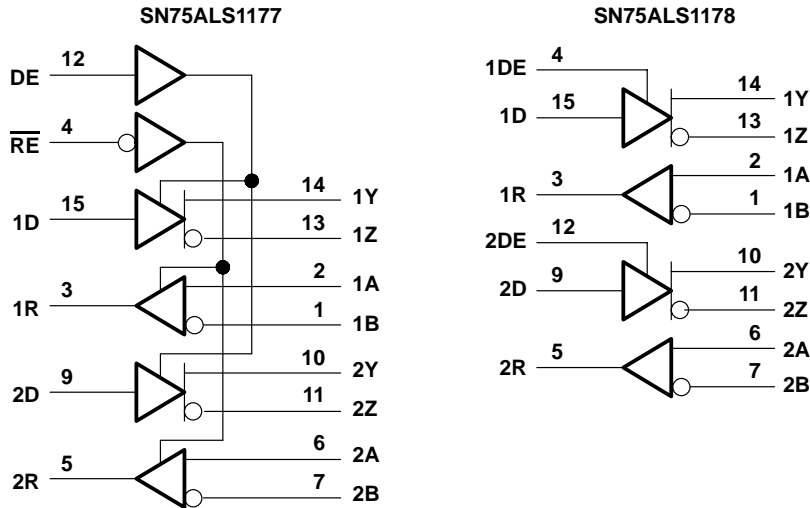 SN75ALS1177
DE 12
RE 4
1D 15
14 1Y
13 1Z
1R 3
2 1A
1 1B
2D 9
10 2Y
11 2Z
2R 5
6 2A
7 2B
SN75ALS1178
1DE 4
1D 15
14 1Y
13 1Z
1R 3
2 1A
1 1B
2DE 12
2D 9
10 2Y
11 2Z
2R 5
6 2A
7 2B